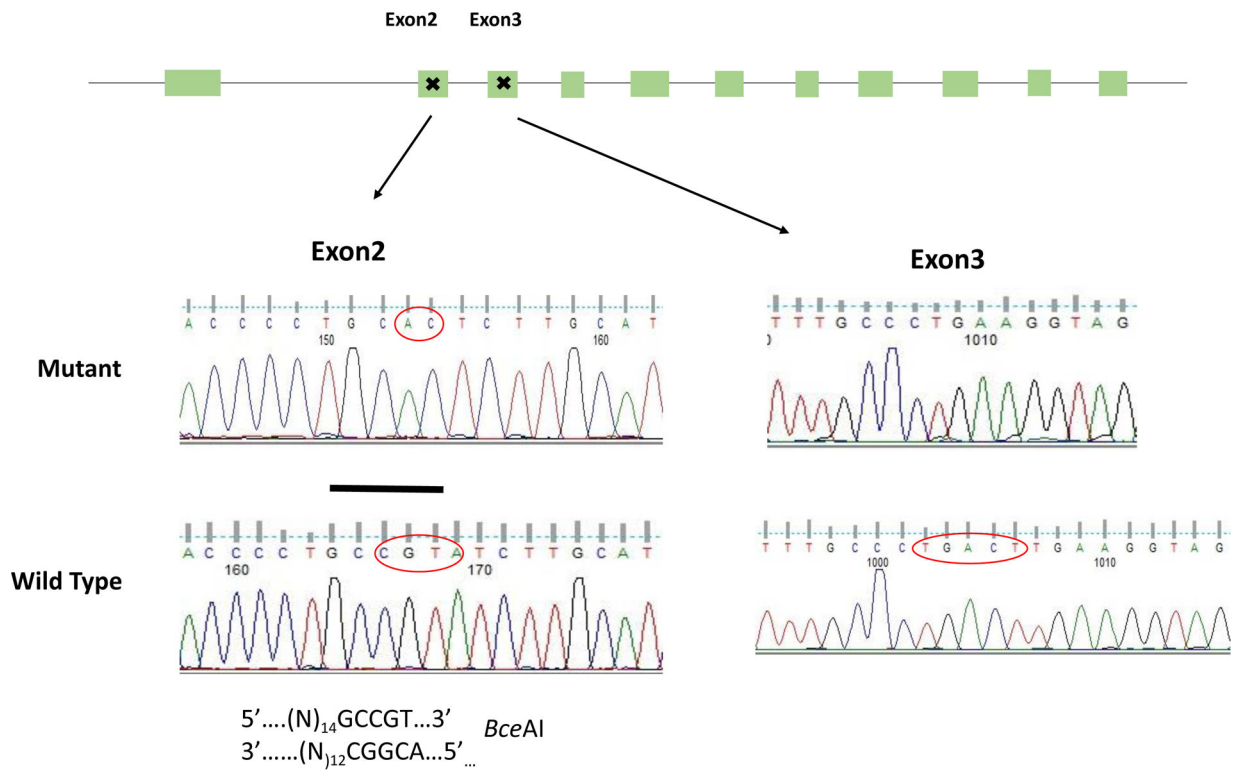 Exon2 Exon3
Exon2
Exon3
A C C C C T G C A C T C T T G C A T
150 160
T T T G C C C T G A A G G T A G
0 1010
Mutant
A C C C C T G C C G T A T C T T G C A T
160 170
T T T G C C C T G A C T T G A A G G T A G
1000 1010
Wild Type
5’....(N)14GCCGT...3’
BceAI
3’......(N)12CGGCA...5’...